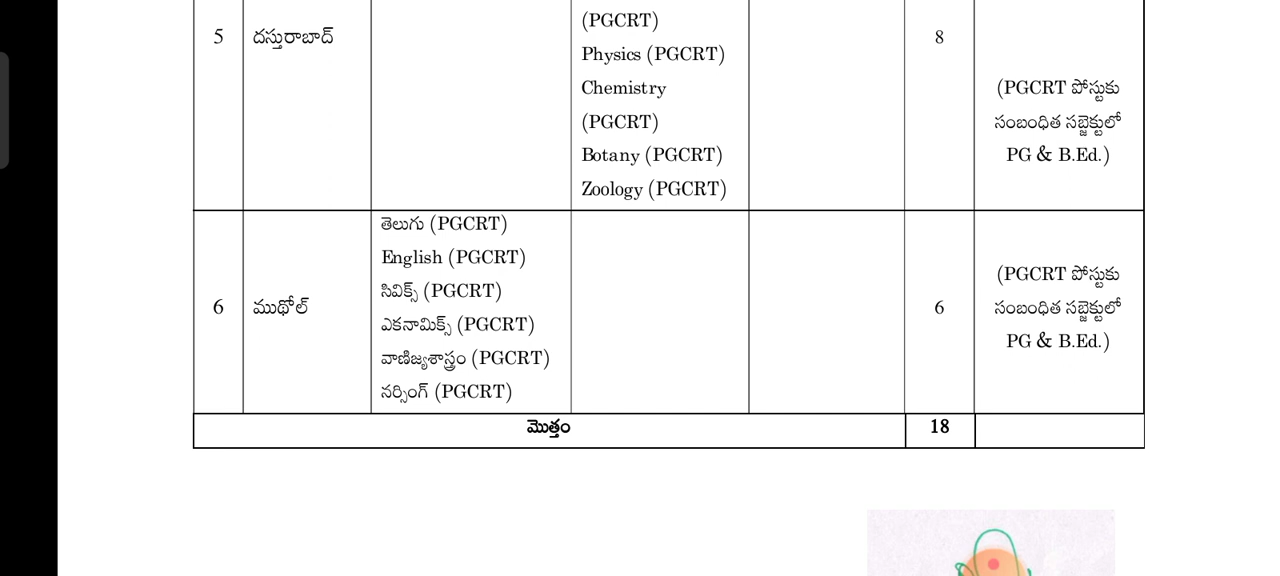 (PGCRT)
5 దస్తురాబాద్ Physics (PGCRT) 8
Chemistry (PGCRT పోస్టుకు
(PGCRT) సంబంధిత సబ్జెక్టులో
Botany (PGCRT) PG & B.Ed.)
Zoology (PGCRT)
తెలుగు (PGCRT)
English (PGCRT) (PGCRT పోస్టుకు
సివిక్స్ (PGCRT) సంబంధిత సబ్జెక్టులో
6 ముథోల్ ఎకనామిక్స్ (PGCRT) 6 PG & B.Ed.)
వాణిజ్యశాస్త్రం (PGCRT)
నర్సింగ్ (PGCRT)
మొత్తం 18